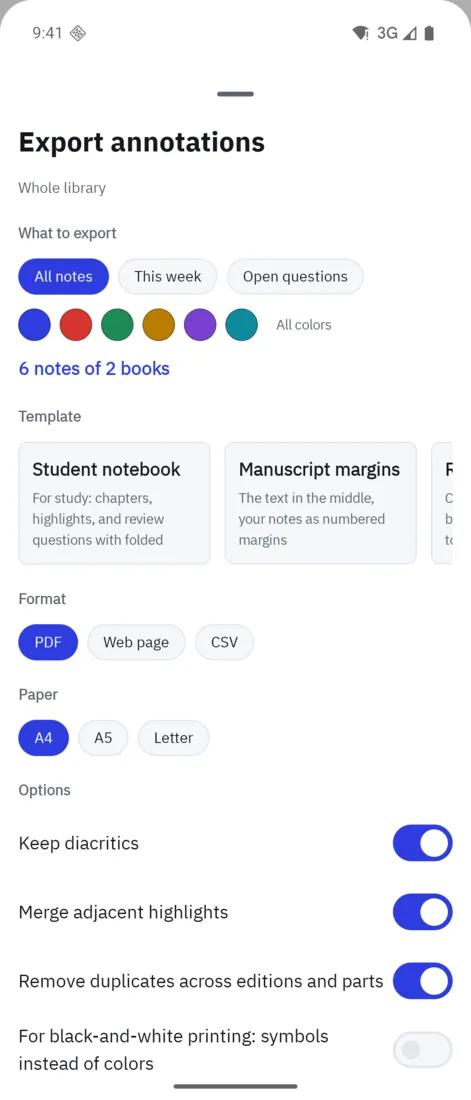 9:41
3G
Export annotations
Whole library
What to export
All notes
This week
Open questions
All colors
6 notes of 2 books
Template
Student notebook
For study: chapters,
highlights, and review
questions with folded
Manuscript margins
The text in the middle,
your notes as numbered
margins
Format
PDF
Web page
CSV
Paper
A4
A5
Letter
Options
Keep diacritics
Merge adjacent highlights
Remove duplicates across editions and parts
For black-and-white printing: symbols
instead of colors